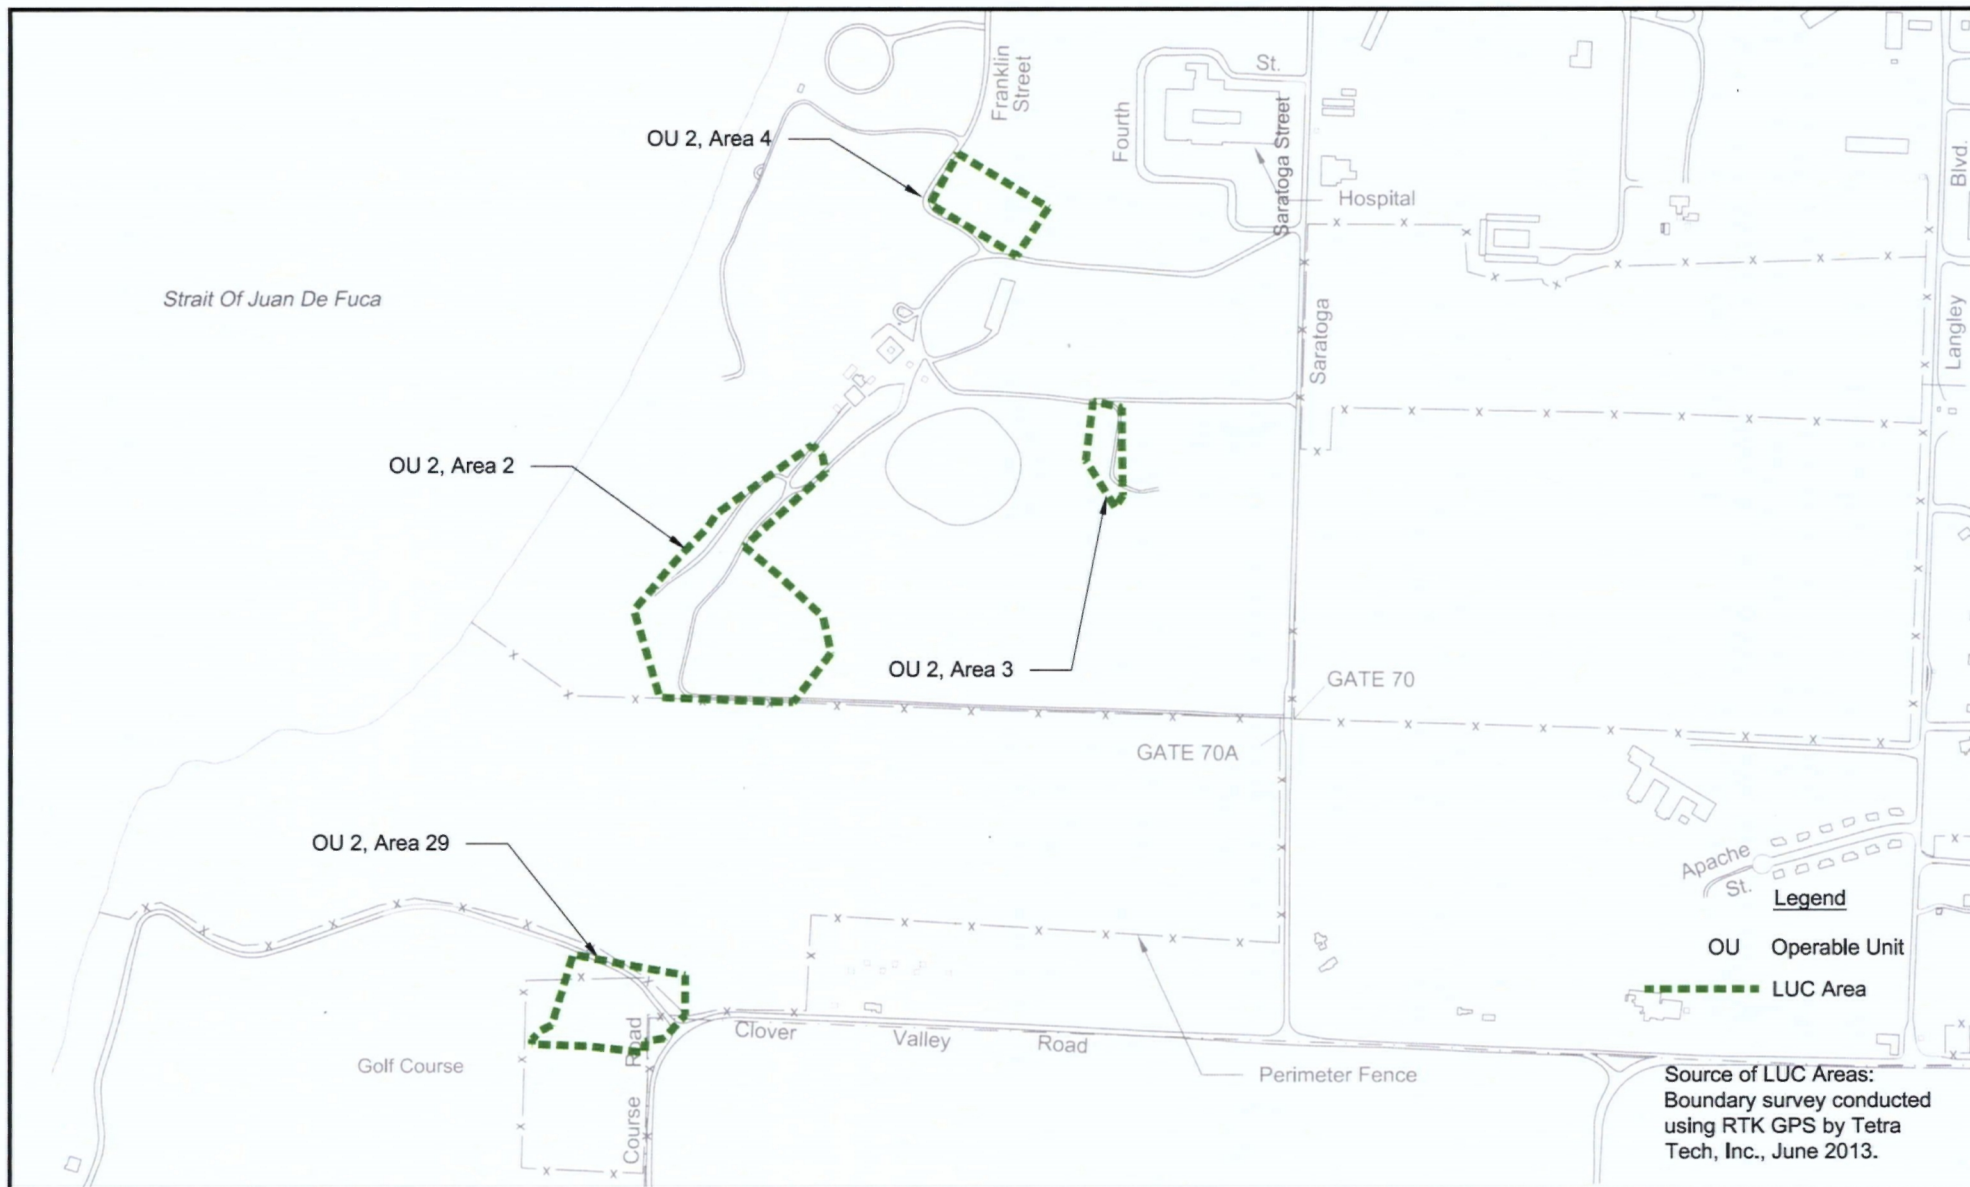 Franklin
Street
St.
Fourth
Saratoga Street
Hospital
Blvd.
OU 2, Area 4
Strait Of Juan De Fuca
Saratoga
Langley
OU 2, Area 2
OU 2, Area 3
GATE 70
GATE 70A
OU 2, Area 29
Apache
St.
Legend
OU Operable Unit
LUC Area
Golf Course
Course Road
Clover Valley Road
Perimeter Fence
Source of LUC Areas:
Boundary survey conducted
using RTK GPS by Tetra
Tech, Inc., June 2013.